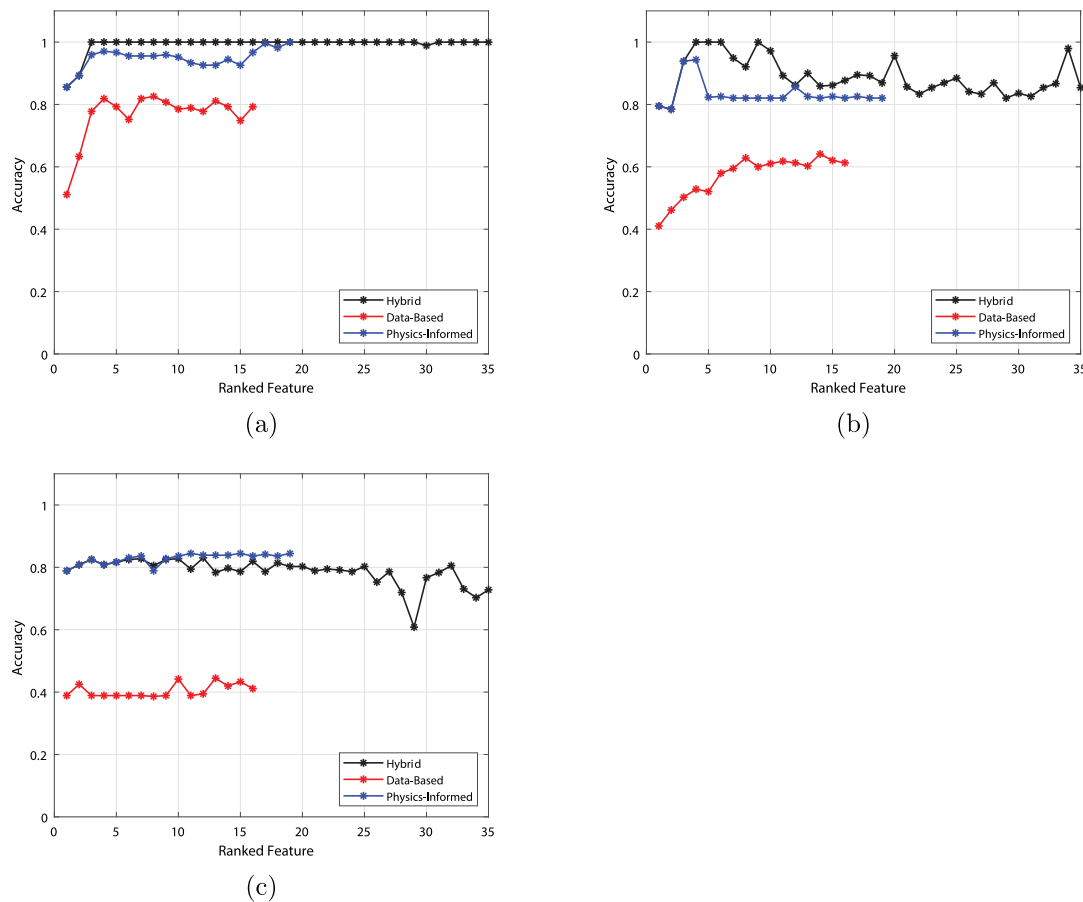 1
0.8
0.6
0.4
0.2
0
Accuracy
0 5 10 15 20 25 30 35
Ranked Feature
Hybrid
Data-Based
Physics-Informed
(a)
1
0.8
0.6
0.4
0.2
0
Accuracy
0 5 10 15 20 25 30 35
Ranked Feature
Hybrid
Data-Based
Physics-Informed
(b)
1
0.8
0.6
0.4
0.2
0
Accuracy
0 5 10 15 20 25 30 35
Ranked Feature
Hybrid
Data-Based
Physics-Informed
(c)